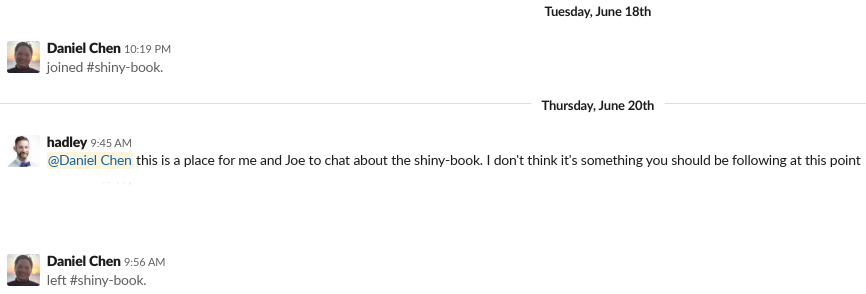 Tuesday, June 18th
Daniel Chen 10:19 PM
joined #shiny-book.
Thursday, June 20th
hadley 9:45 AM
@Daniel Chen this is a place for me and Joe to chat about the shiny-book. I don't think it's something you should be following at this point
Daniel Chen 9:56 AM
left #shiny-book.